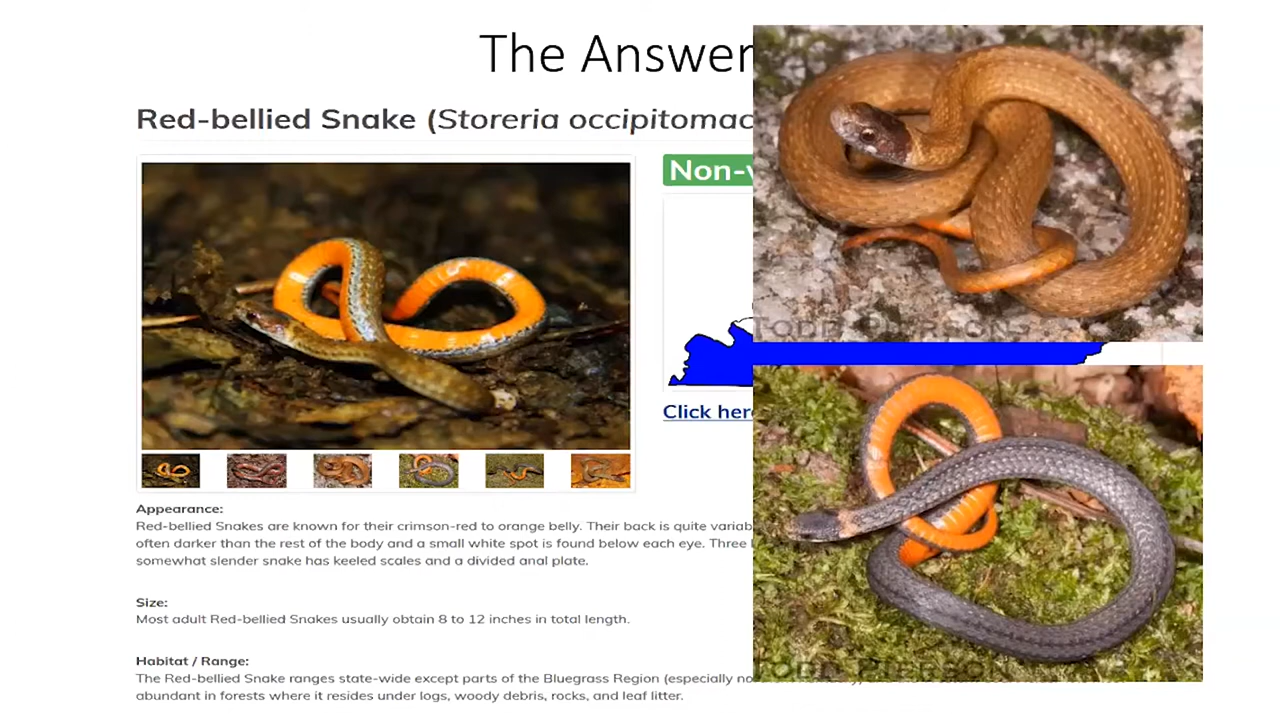 The Answer
Red-bellied Snake (Storeria occipitomac
Non-v
Click her
Appearance:
Red-bellied Snakes are known for their crimson-red to orange belly. Their back is quite variab
often darker than the rest of the body and a small white spot is found below each eye. Three
somewhat slender snake has keeled scales and a divided anal plate.
Size:
Most adult Red-bellied Snakes usually obtain 8 to 12 inches in total length.
Habitat / Range:
The Red-bellied Snake ranges state-wide except parts of the Bluegrass Region (especially no
abundant in forests where it resides under logs, woody debris, rocks, and leaf litter.
TODD PIERSON
TODD PIERSON